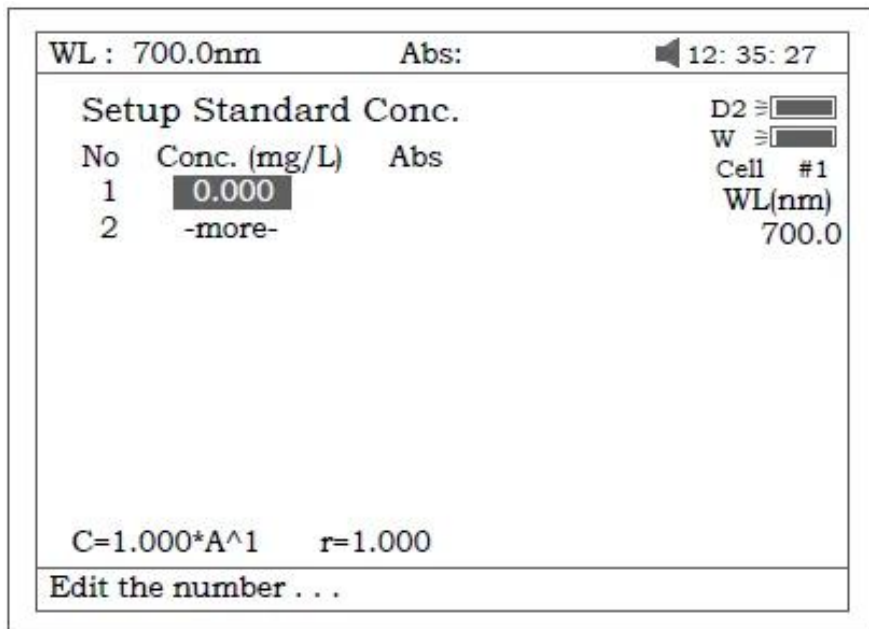 WL : 700.0nm Abs: 12: 35: 27
Setup Standard Conc.
No Conc. (mg/L) Abs
1 0.000
2 -more-
D2
W
Cell #1
WL(nm)
700.0
C=1.000*A^1 r=1.000
Edit the number . . .